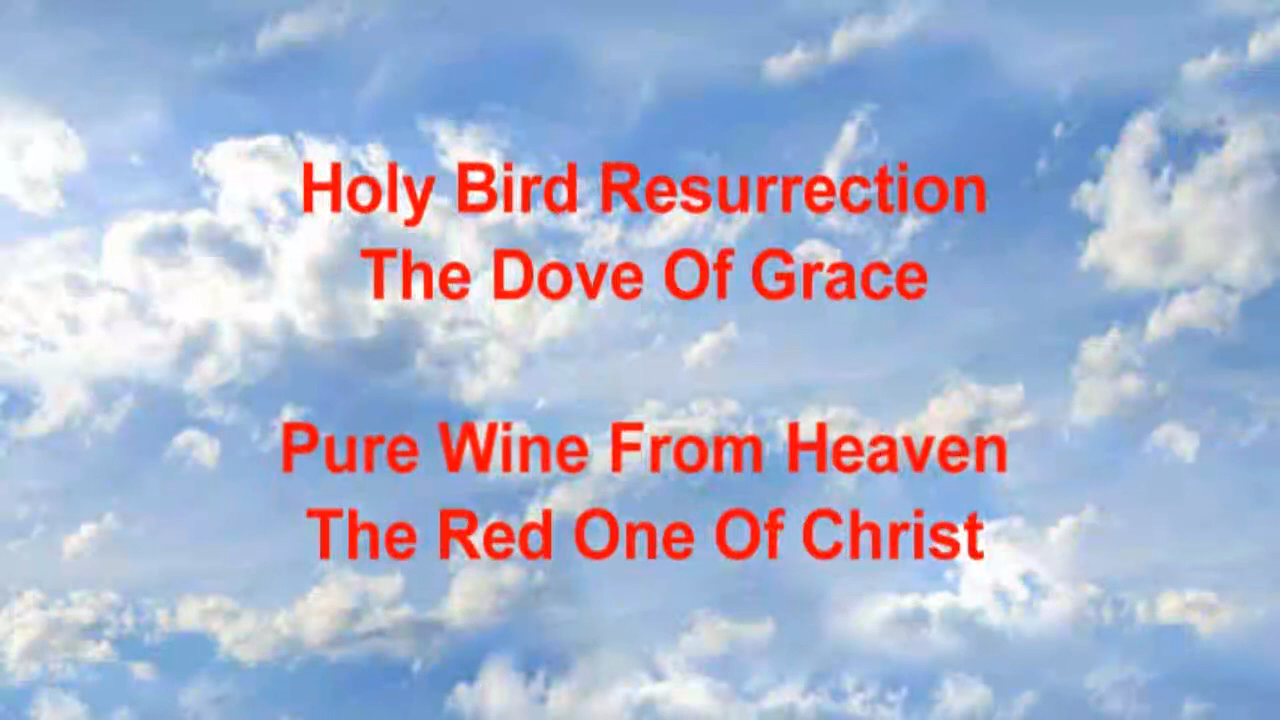 Holy Bird Resurrection
The Dove Of Grace
Pure Wine From Heaven
The Red One Of Christ